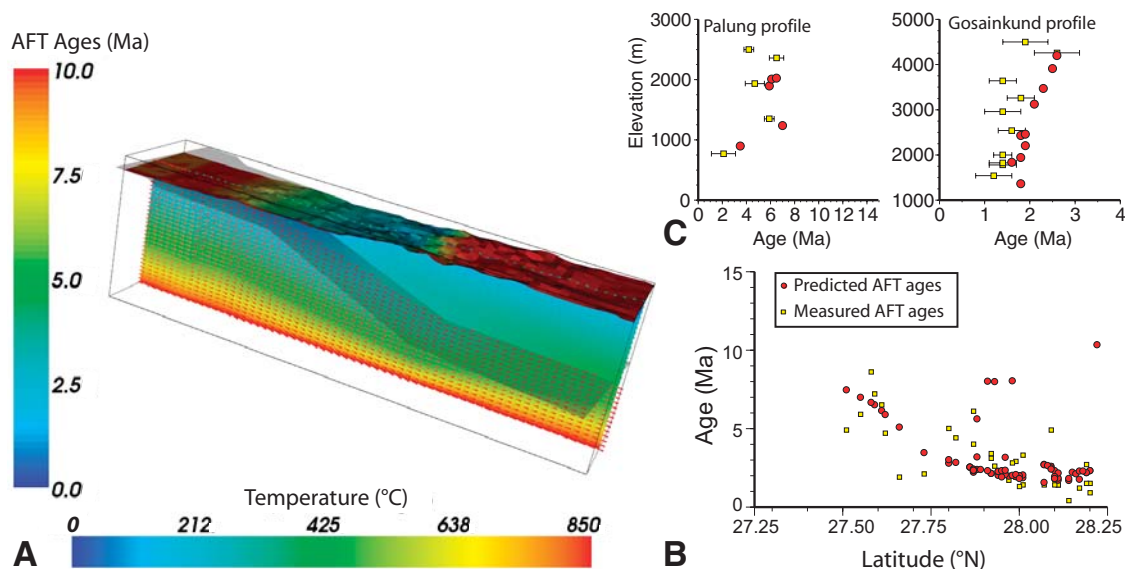 AFT Ages (Ma)
10.0
7.5
5.0
2.5
0.0
Temperature (°C)
0 212 425 638 850
A
Palung profile
3000
2000
1000
0
Elevation (m)
0 2 4 6 8 10 12 14
Age (Ma)
C
Gosainkund profile
5000
4000
3000
2000
1000
0 1 2 3 4
Age (Ma)
15
10
5
0
Age (Ma)
Predicted AFT ages
Measured AFT ages
27.25 27.50 27.75 28.00 28.25
Latitude (°N)
B